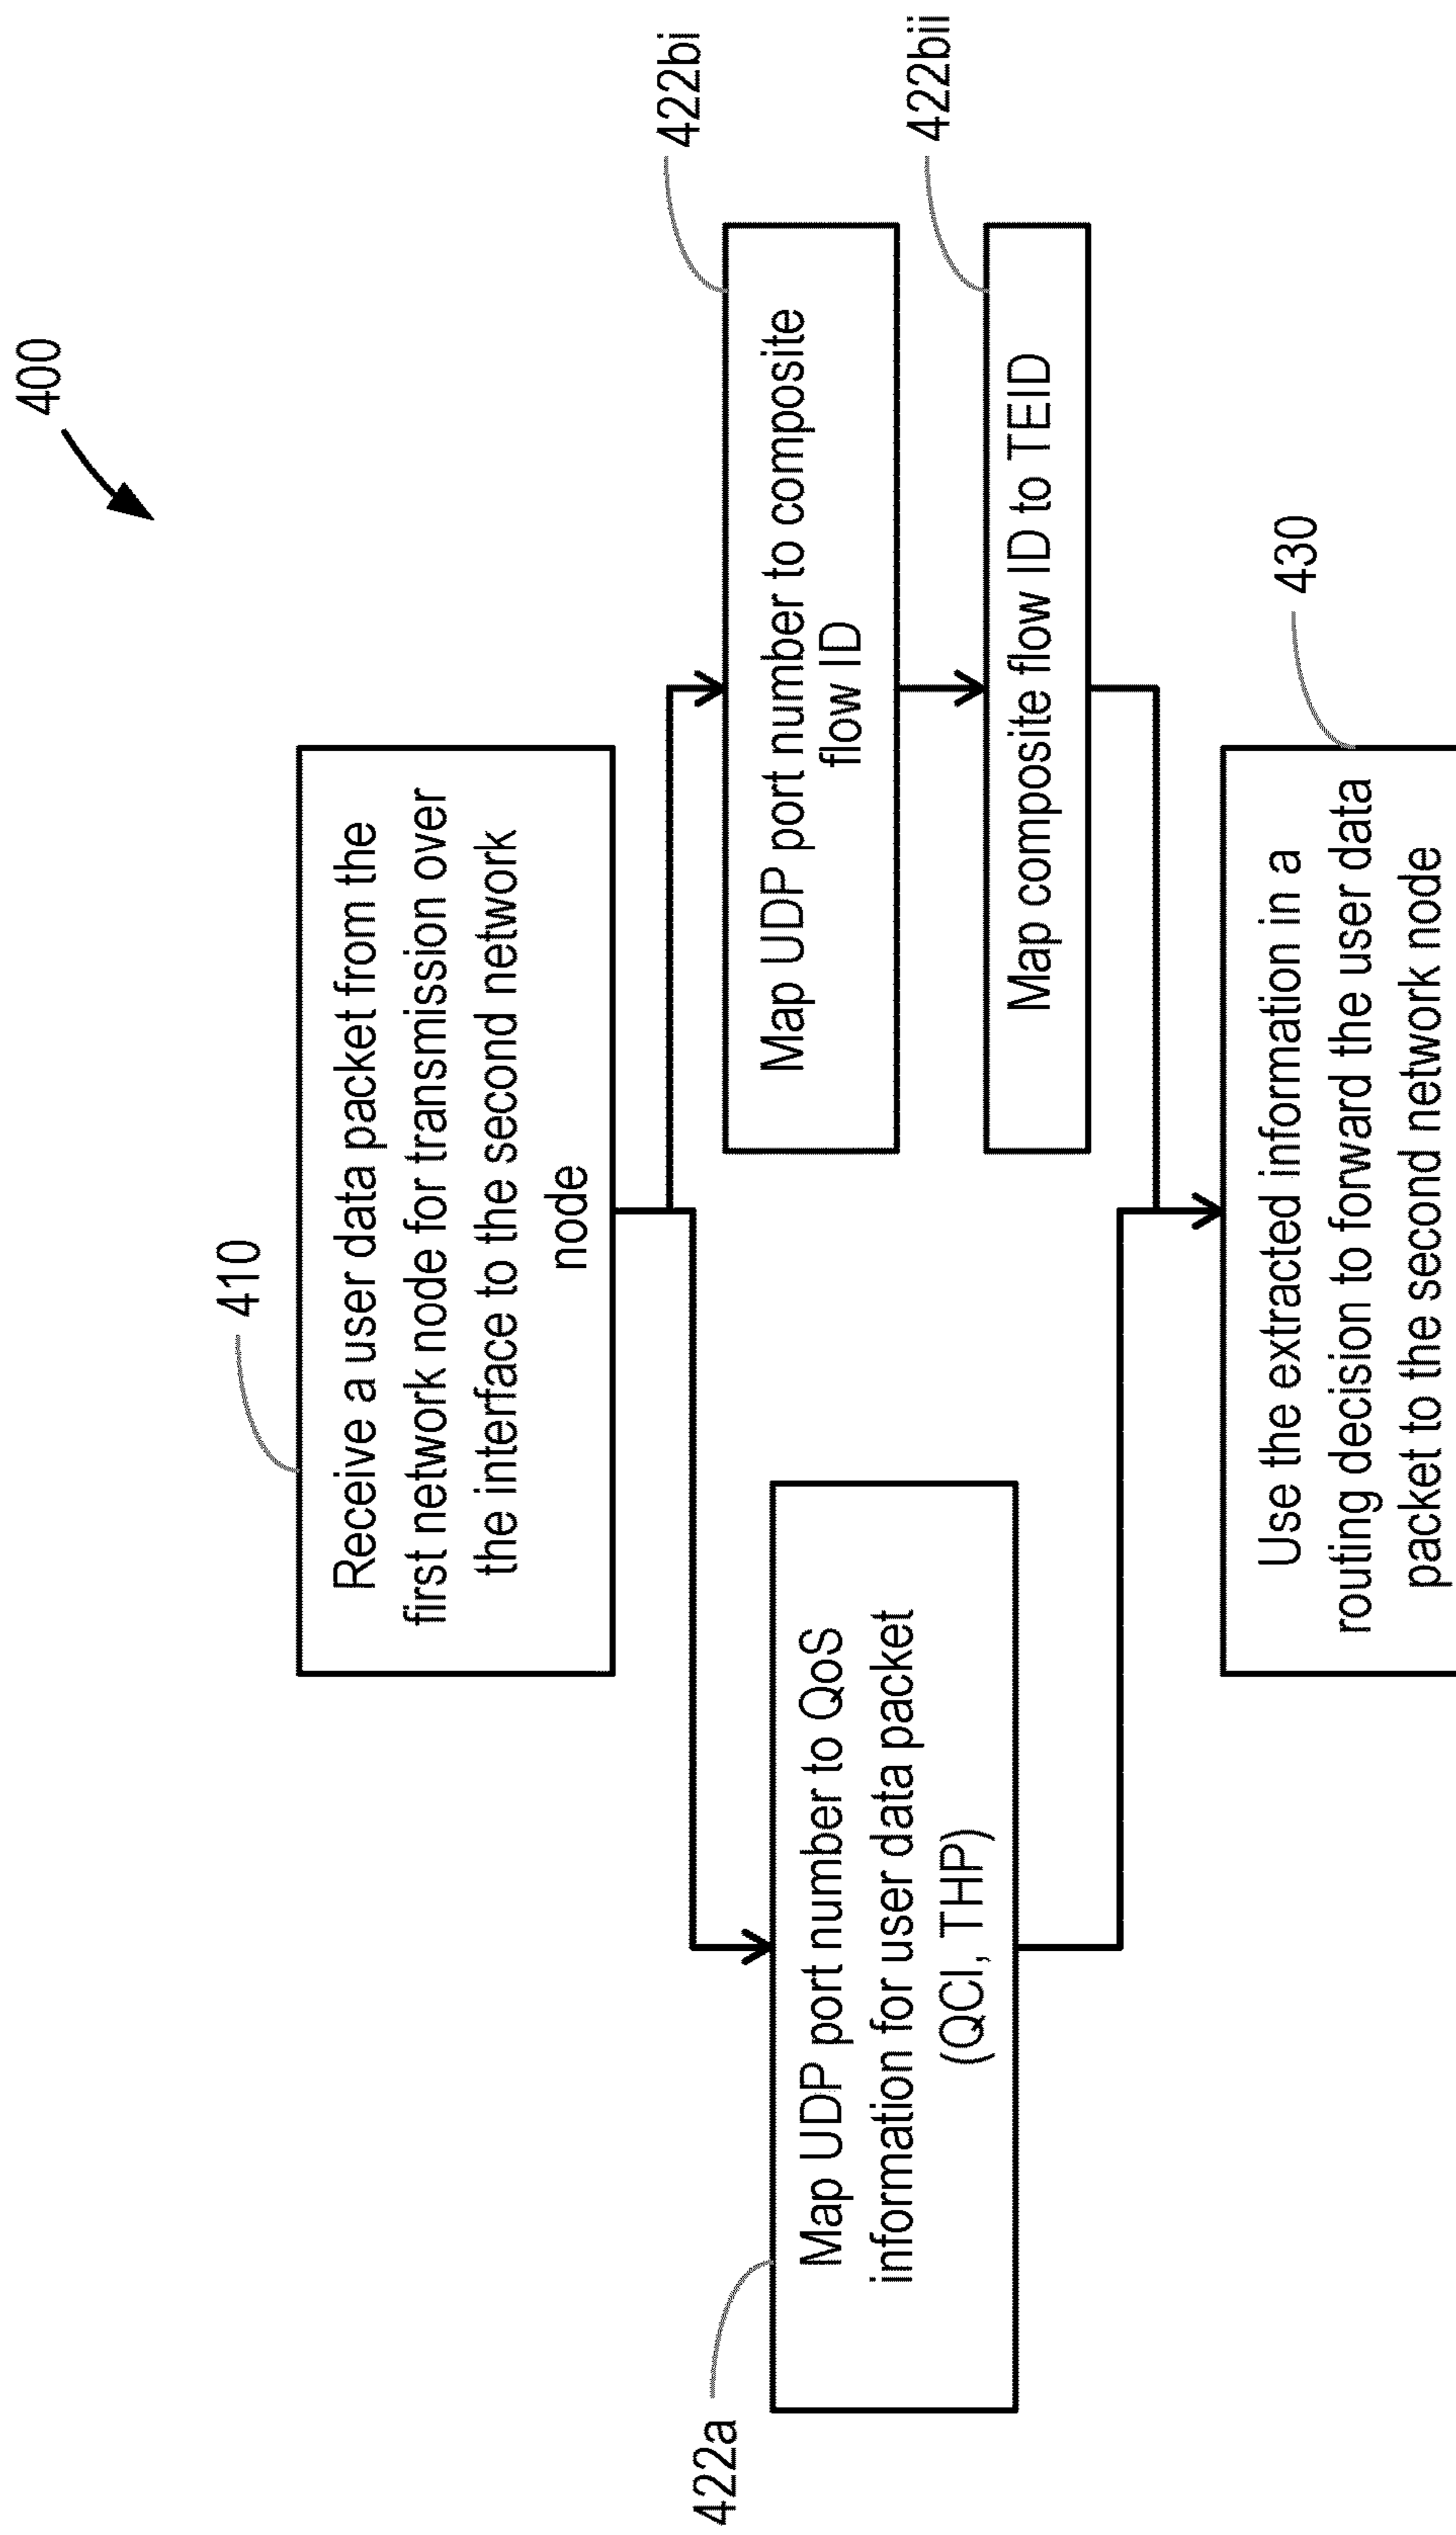 400
410
Receive a user data packet from the
first network node for transmission over
the interface to the second network
node
422a
Map UDP port number to QoS
information for user data packet
(QCI, THP)
422bi
Map UDP port number to composite
flow ID
422bii
Map composite flow ID to TEID
430
Use the extracted information in a
routing decision to forward the user data
packet to the second network node